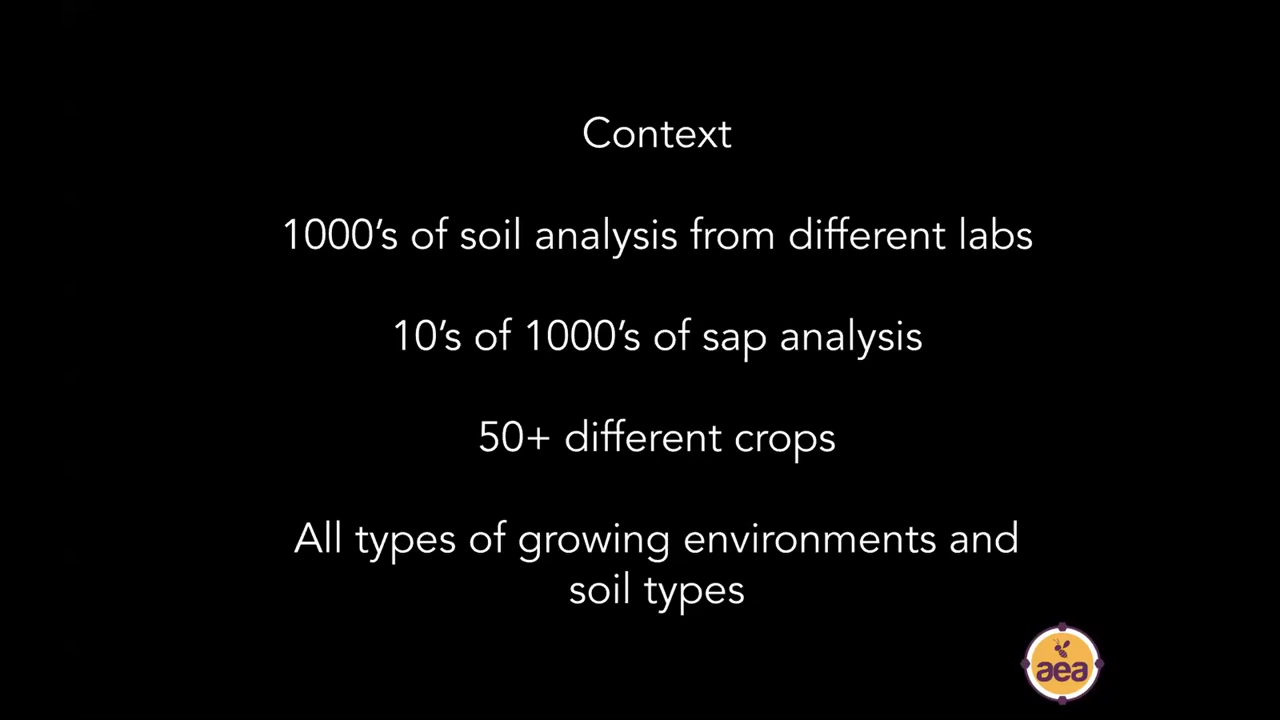 Context
1000’s of soil analysis from different labs
10’s of 1000’s of sap analysis
50+ different crops
All types of growing environments and
soil types
aea